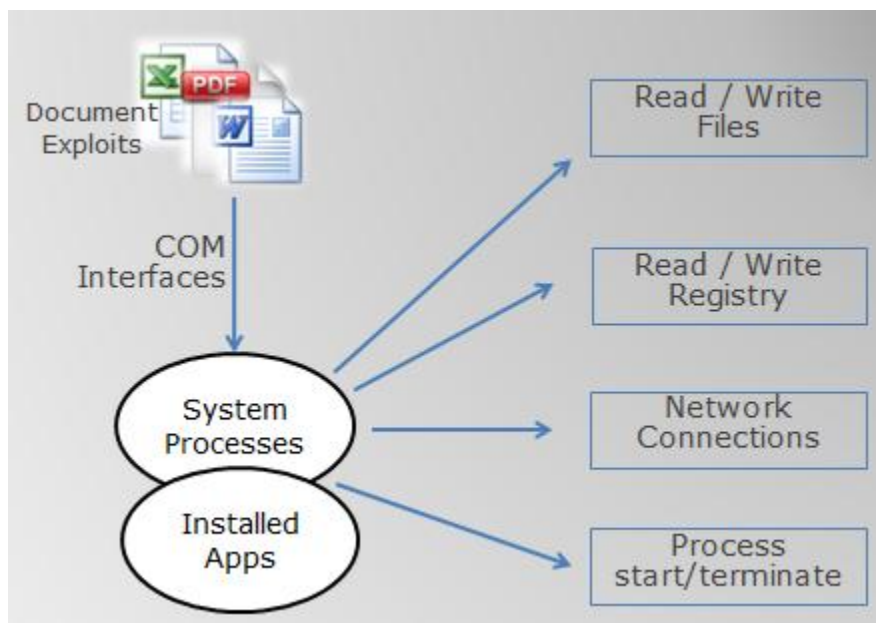 PDF
W
Document
Exploits
COM
Interfaces
System
Processes
Installed
Apps
Read / Write
Files
Read / Write
Registry
Network
Connections
Process
start/terminate